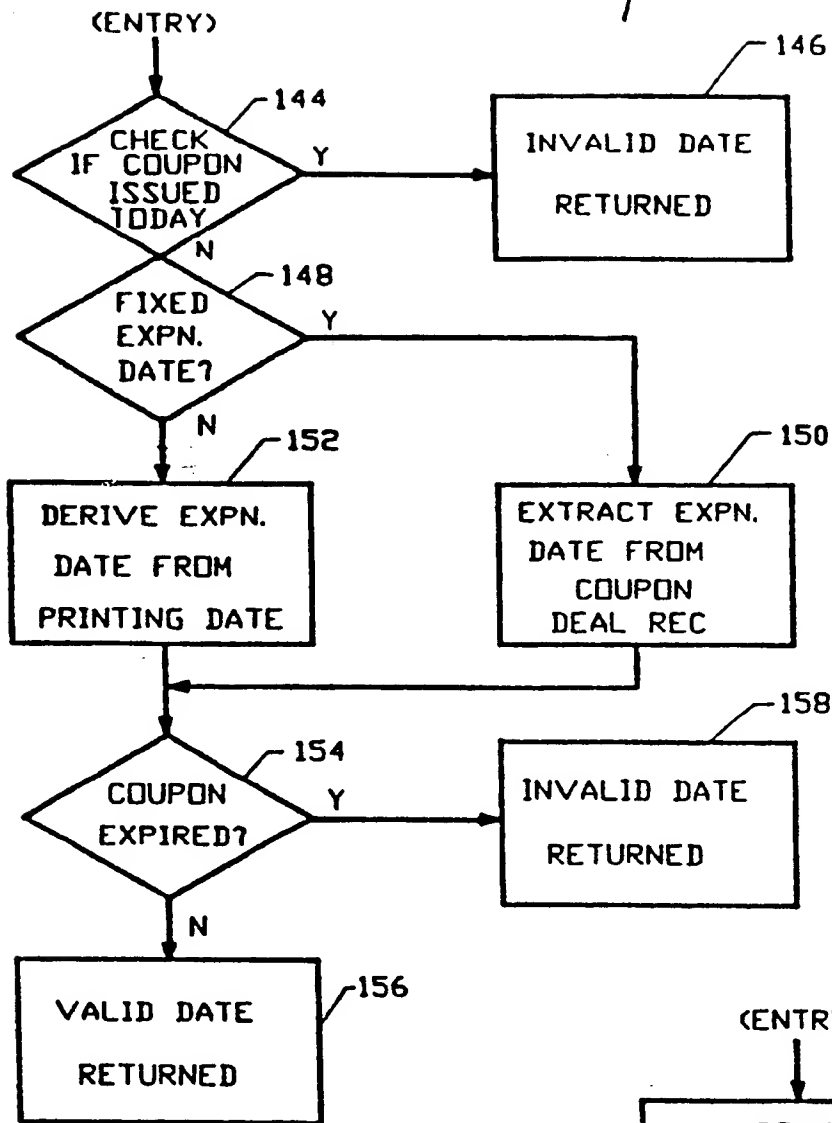 (ENTRY)
144
CHECK
IF COUPON
ISSUED
TODAY
Y
N
146
INVALID DATE
RETURNED
148
FIXED
EXPN.
DATE?
Y
N
152
DERIVE EXPN.
DATE FROM
PRINTING DATE
150
EXTRACT EXPN.
DATE FROM
COUPON
DEAL REC
154
COUPON
EXPIRED?
Y
N
158
INVALID DATE
RETURNED
156
VALID DATE
RETURNED
(ENTR